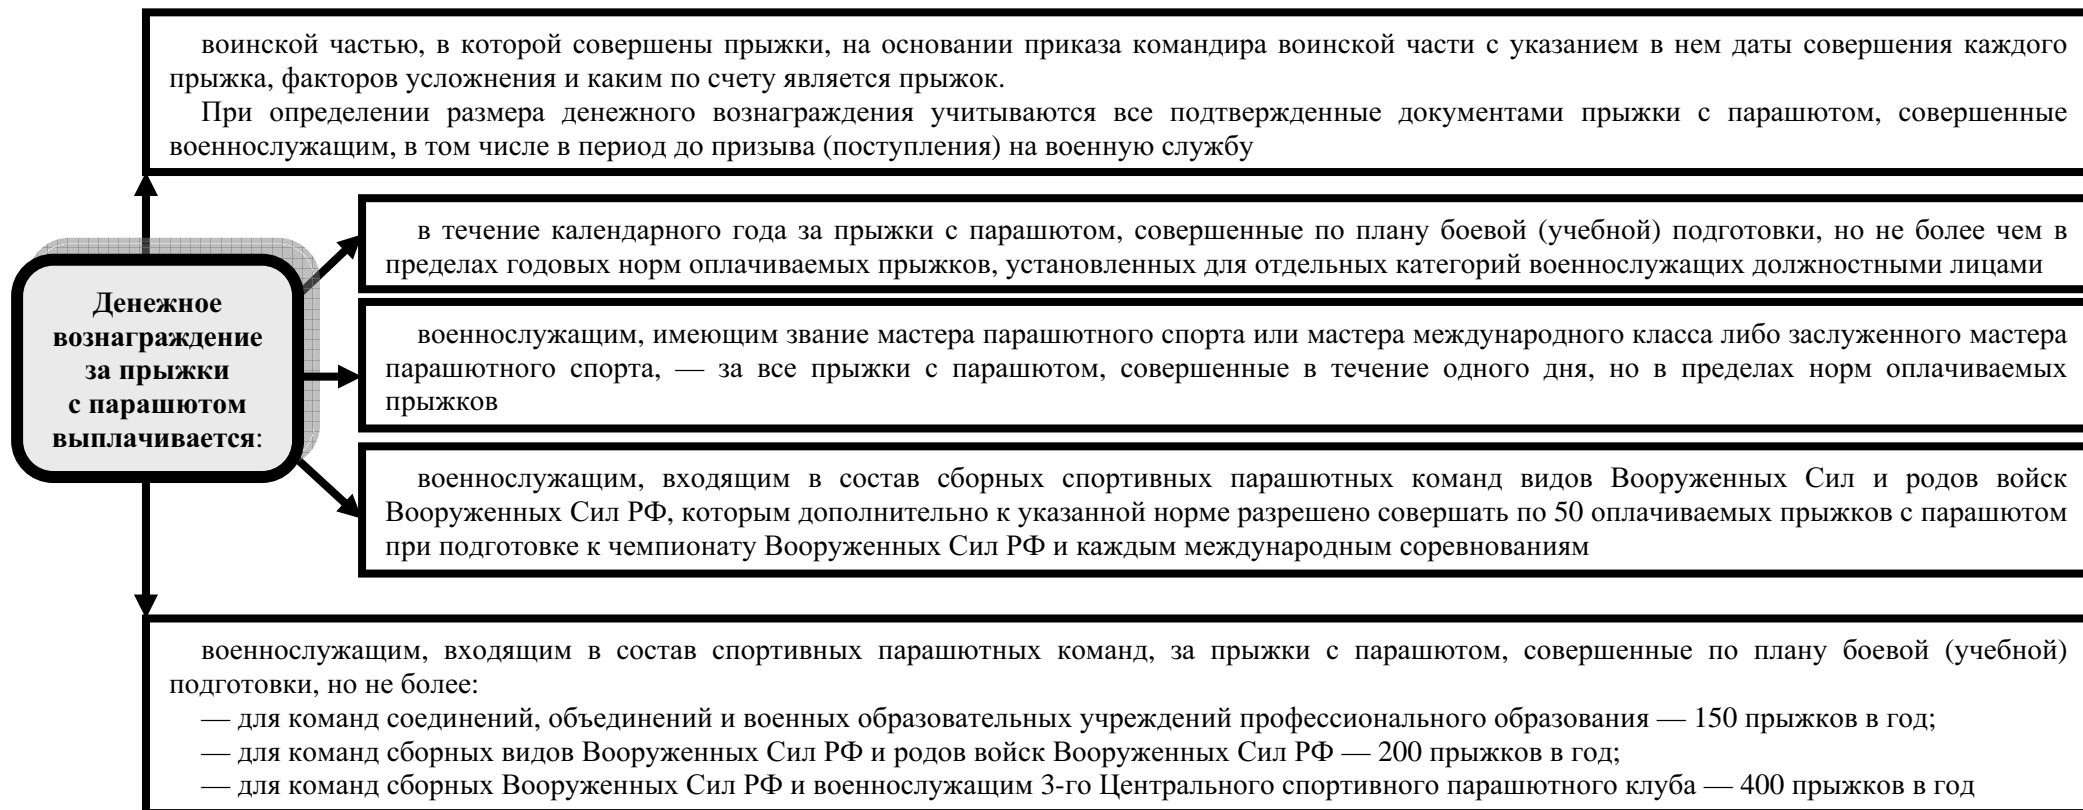 воинской частью, в которой совершены прыжки, на основании приказа командира воинской части с указанием в нем даты совершения каждого
прыжка, факторов усложнения и каким по счету является прыжок.
При определении размера денежного вознаграждения учитываются все подтвержденные документами прыжки с парашютом, совершенные
военнослужащим, в том числе в период до призыва (поступления) на военную службу
Денежное
вознаграждение
за прыжки
с парашютом
выплачивается:
в течение календарного года за прыжки с парашютом, совершенные по плану боевой (учебной) подготовки, но не более чем в
пределах годовых норм оплачиваемых прыжков, установленных для отдельных категорий военнослужащих должностными лицами
военнослужащим, имеющим звание мастера парашютного спорта или мастера международного класса либо заслуженного мастера
парашютного спорта, — за все прыжки с парашютом, совершенные в течение одного дня, но в пределах норм оплачиваемых
прыжков
военнослужащим, входящим в состав сборных спортивных парашютных команд видов Вооруженных Сил и родов войск
Вооруженных Сил РФ, которым дополнительно к указанной норме разрешено совершать по 50 оплачиваемых прыжков с парашютом
при подготовке к чемпионату Вооруженных Сил РФ и каждым международным соревнованиям
военнослужащим, входящим в состав спортивных парашютных команд, за прыжки с парашютом, совершенные по плану боевой (учебной)
подготовки, но не более:
— для команд соединений, объединений и военных образовательных учреждений профессионального образования — 150 прыжков в год;
— для команд сборных видов Вооруженных Сил РФ и родов войск Вооруженных Сил РФ — 200 прыжков в год;
— для команд сборных Вооруженных Сил РФ и военнослужащим 3-го Центрального спортивного парашютного клуба — 400 прыжков в год